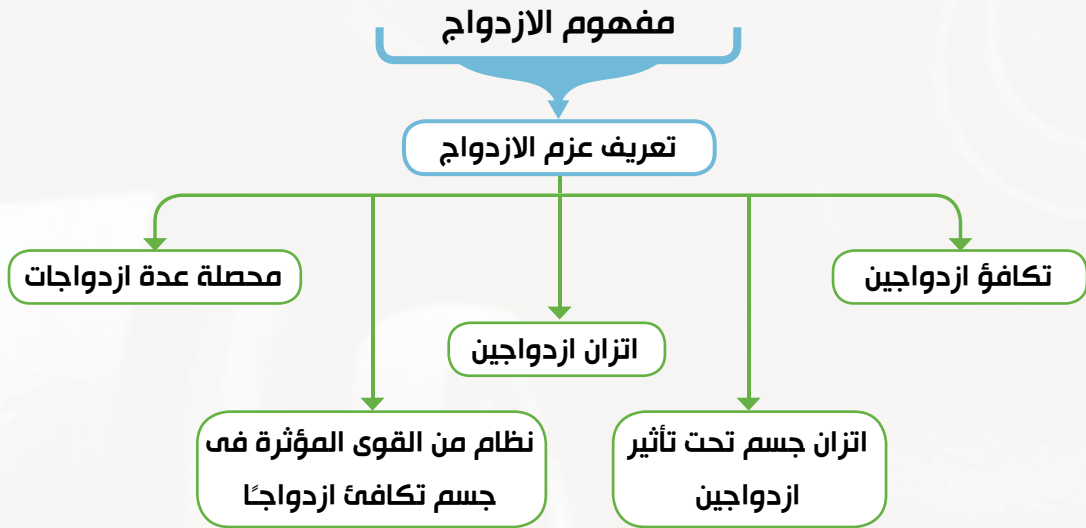 مفهوم الازدواج
تعريف عزم الازدواج
تكافؤ ازدواجين
محصلة عدة ازدواجات
اتزان ازدواجين
اتزان جسم تحت تأثير
ازدواجين
نظام من القوى المؤثرة فى
جسم تكافئ ازدواجًا